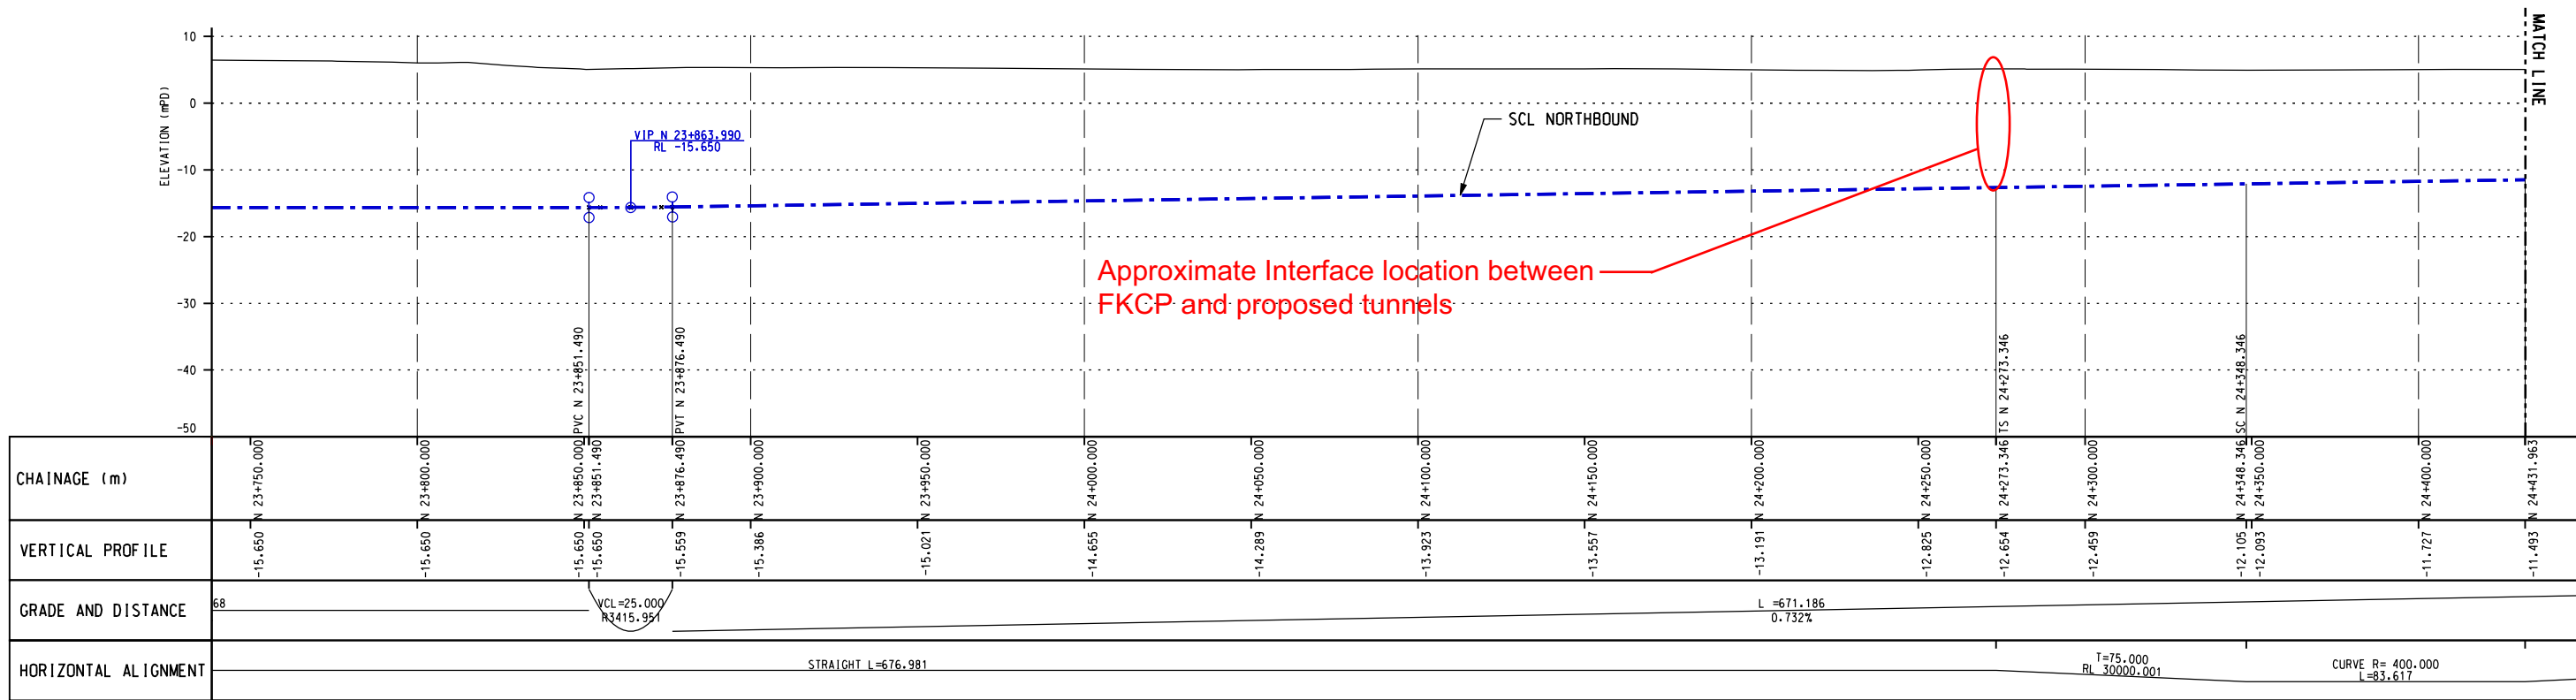 MATCH LINE
ELEVATION (mPD)
10
0
-10
-20
-30
-40
-50
VIP N 23+863.990
RL -15.650
SCL NORTHBOUND
Approximate Interface location between
FKCP and proposed tunnels
PVC N 23+851.490
PVT N 23+876.490
TS N 24+273.346
SC N 24+348.346
CHAINAGE (m)
N 23+750.000
N 23+800.000
N 23+850.000
N 23+851.490
N 23+876.490
N 23+900.000
N 23+950.000
N 24+000.000
N 24+050.000
N 24+100.000
N 24+150.000
N 24+200.000
N 24+250.000
N 24+273.346
N 24+300.000
N 24+348.346
N 24+350.000
N 24+400.000
N 24+431.963
VERTICAL PROFILE
-15.650
-15.650
-15.650
-15.650
-15.559
-15.386
-15.021
-14.655
-14.289
-13.923
-13.557
-13.191
-12.825
-12.654
-12.459
-12.105
-12.093
-11.727
-11.493
GRADE AND DISTANCE
68
VCL=25.000
R3415.951
L =671.186
0.732%
HORIZONTAL ALIGNMENT
STRAIGHT L=676.981
T=75.000
RL 30000.001
CURVE R= 400.000
L=83.617